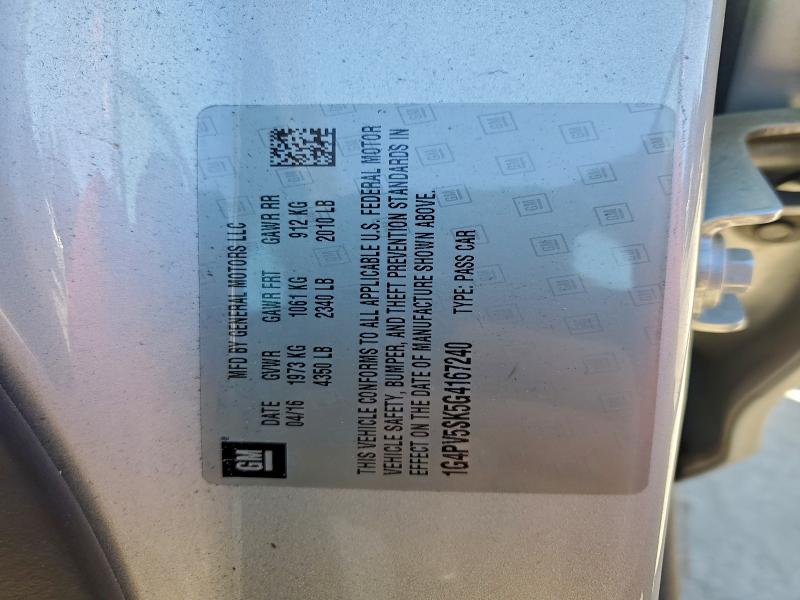 GM
MFD BY GENERAL MOTORS LLC
DATE GVWR GAWR FRT GAWR RR
04/16 1973 KG 1061 KG 912 KG
4350 LB 2340 LB 2010 LB
THIS VEHICLE CONFORMS TO ALL APPLICABLE U.S. FEDERAL MOTOR
VEHICLE SAFETY, BUMPER, AND THEFT PREVENTION STANDARDS IN
EFFECT ON THE DATE OF MANUFACTURE SHOWN ABOVE.
1G4PV5SK5G4167240 TYPE: PASS CAR